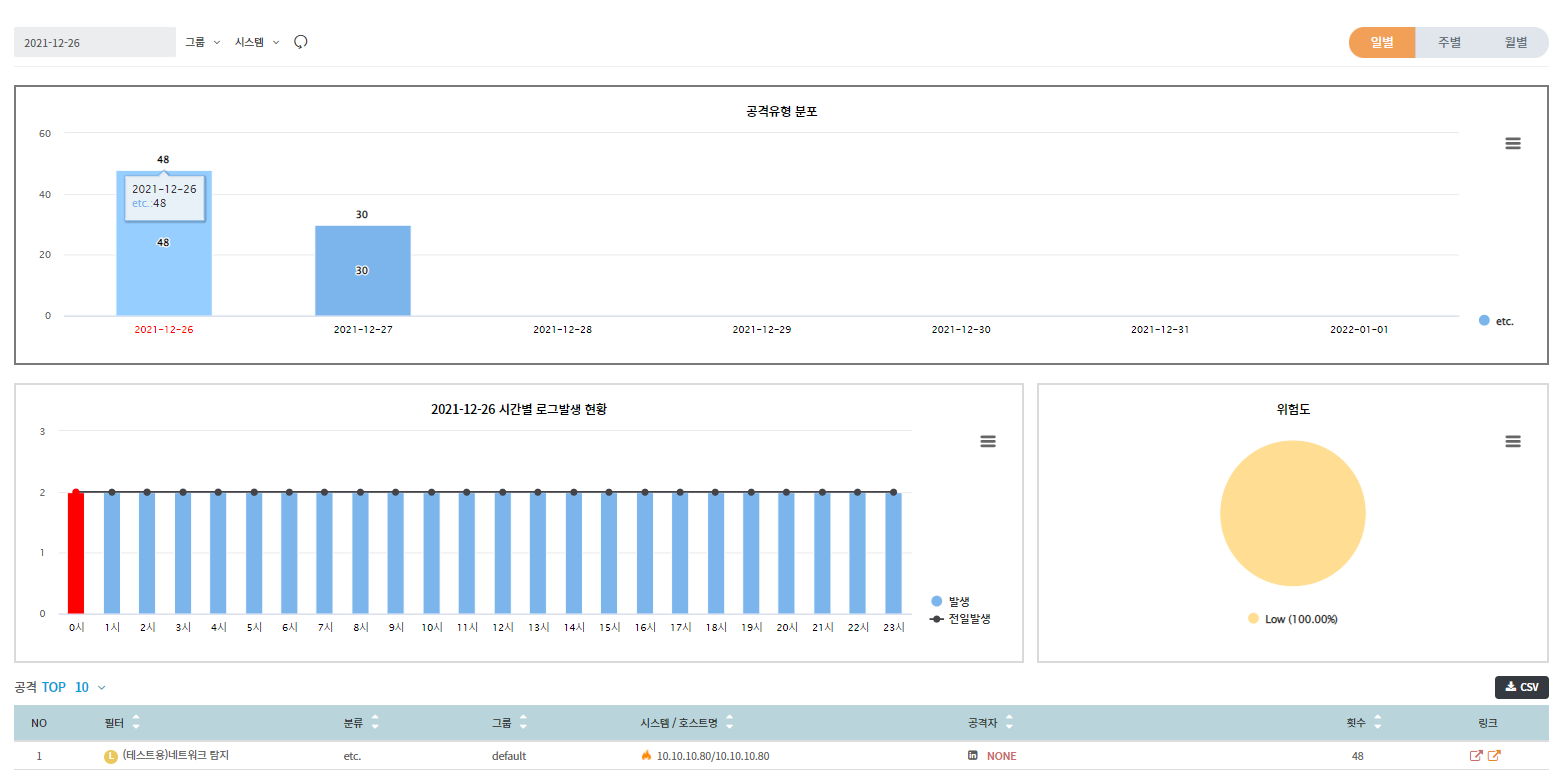 2021-12-26 그룹 시스템 일별 주별 월별
공격유형 분포
60
48
2021-12-26
etc.:48
40
30
48
20
30
0
2021-12-26 2021-12-27 2021-12-28 2021-12-29 2021-12-30 2021-12-31 2022-01-01
etc.
2021-12-26 시간별 로그발생 현황
3
2
1
0
0시 1시 2시 3시 4시 5시 6시 7시 8시 9시 10시 11시 12시 13시 14시 15시 16시 17시 18시 19시 20시 21시 22시 23시
발생
전일발생
위험도
Low (100.00%)
공격 TOP 10 CSV
NO 필터 분류 그룹 시스템 / 호스트명 공격자 횟수 링크
1 L (테스트용)네트워크 탐지 etc. default 10.10.10.80/10.10.10.80 in NONE 48